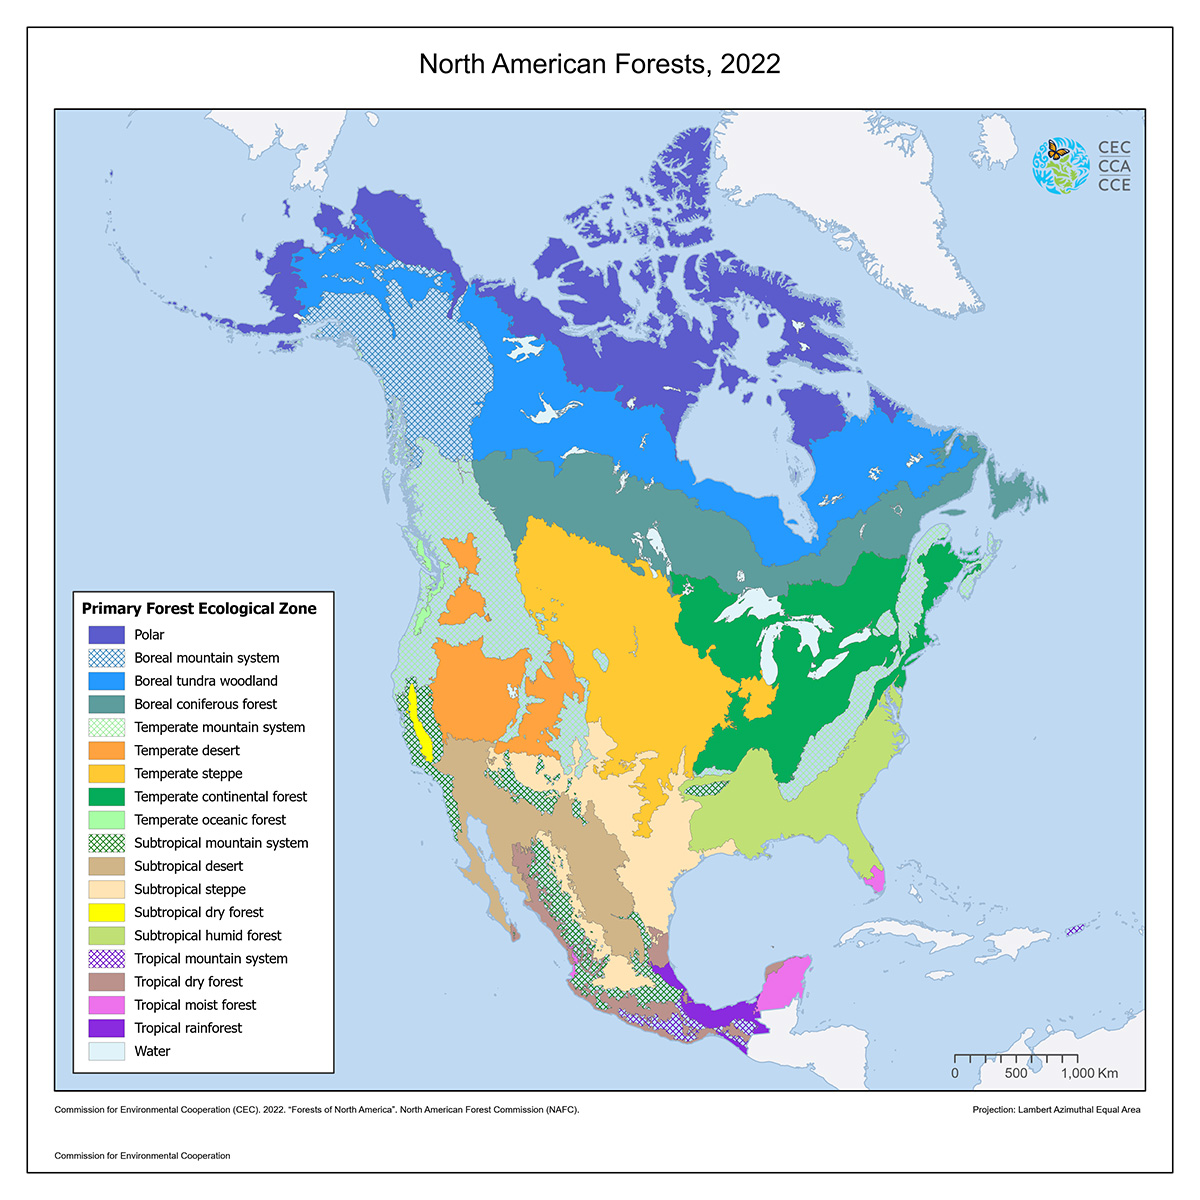 North American Forests, 2022
CEC
CCA
CCE
Primary Forest Ecological Zone
Polar
Boreal mountain system
Boreal tundra woodland
Boreal coniferous forest
Temperate mountain system
Temperate desert
Temperate steppe
Temperate continental forest
Temperate oceanic forest
Subtropical mountain system
Subtropical desert
Subtropical steppe
Subtropical dry forest
Subtropical humid forest
Tropical mountain system
Tropical dry forest
Tropical moist forest
Tropical rainforest
Water
0 500 1,000 Km
Commission for Environmental Cooperation (CEC). 2022. “Forests of North America”. North American Forest Commission (NAFC).
Projection: Lambert Azimuthal Equal Area
Commission for Environmental Cooperation